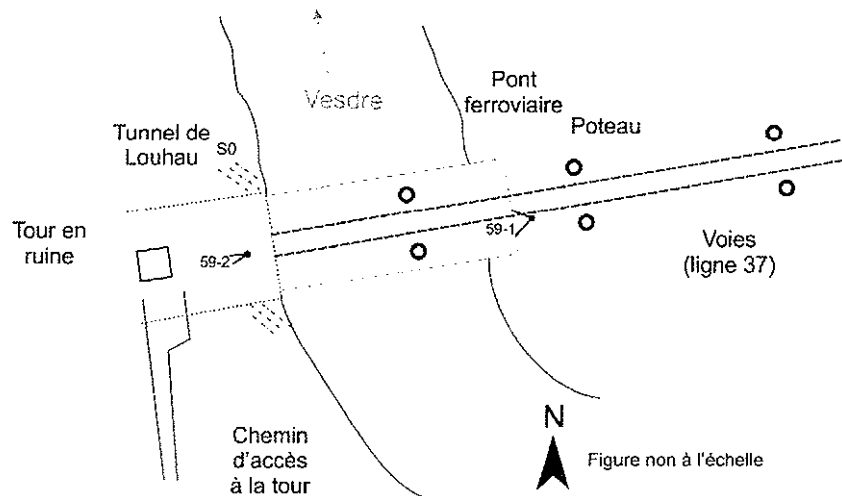 Vesdre
Pont
ferroviaire
Poteau
Tunnel de
Louhau
S0
Tour en
ruine
59-2
59-1
Voies
(ligne 37)
Chemin
d'accès
à la tour
N
Figure non à l'échelle